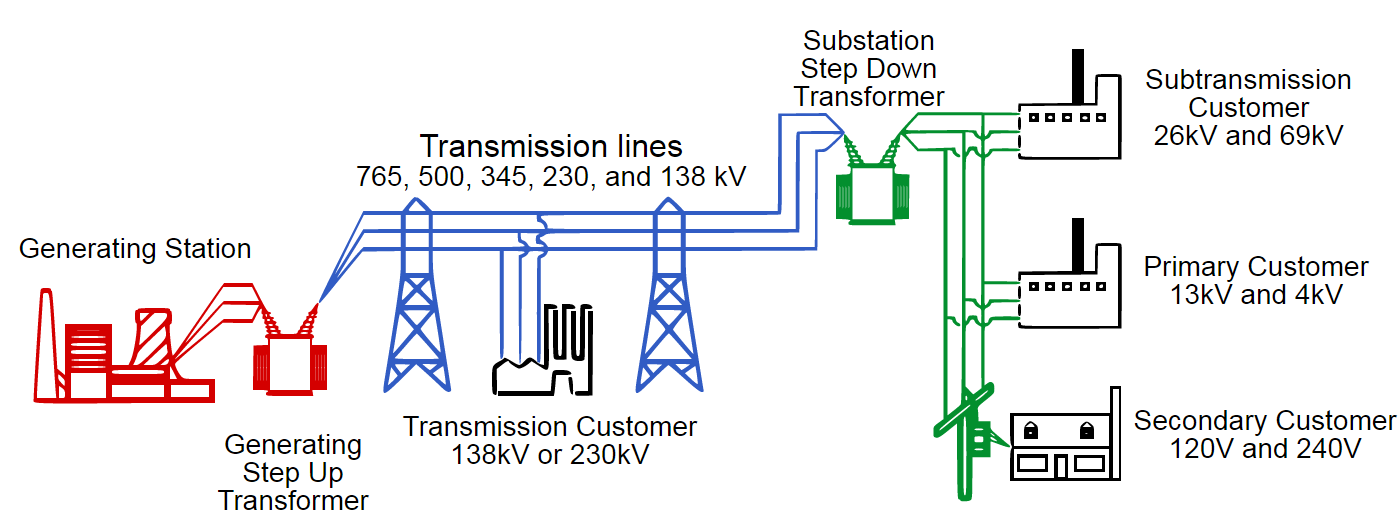 Substation
Step Down
Transformer
Subtransmission
Customer
26kV and 69kV
Transmission lines
765, 500, 345, 230, and 138 kV
Generating Station
Primary Customer
13kV and 4kV
Transmission Customer
138kV or 230kV
Secondary Customer
120V and 240V
Generating
Step Up
Transformer